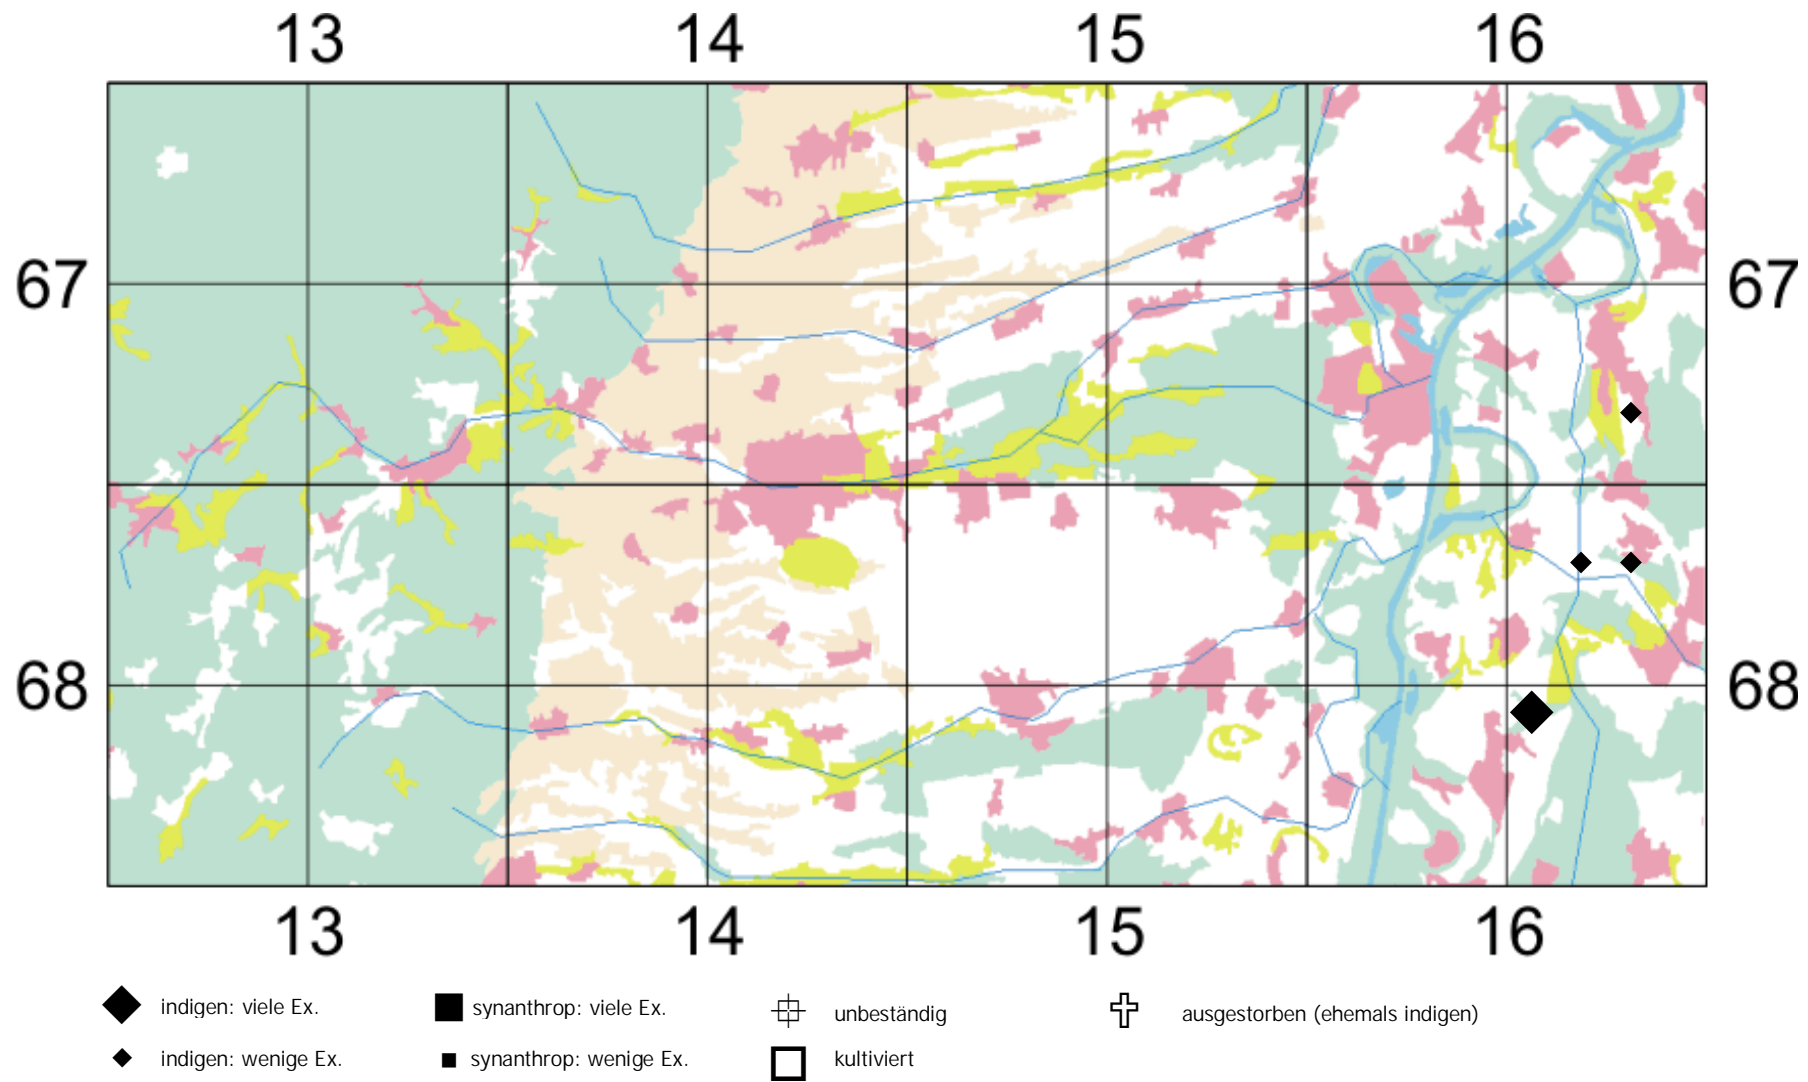 13 14 15 16
67 67
68 68
13 14 15 16
indigen: viele Ex. synanthrop: viele Ex. unbeständig ausgestorben (ehemals indigen)
indigen: wenige Ex. synanthrop: wenige Ex. kultiviert